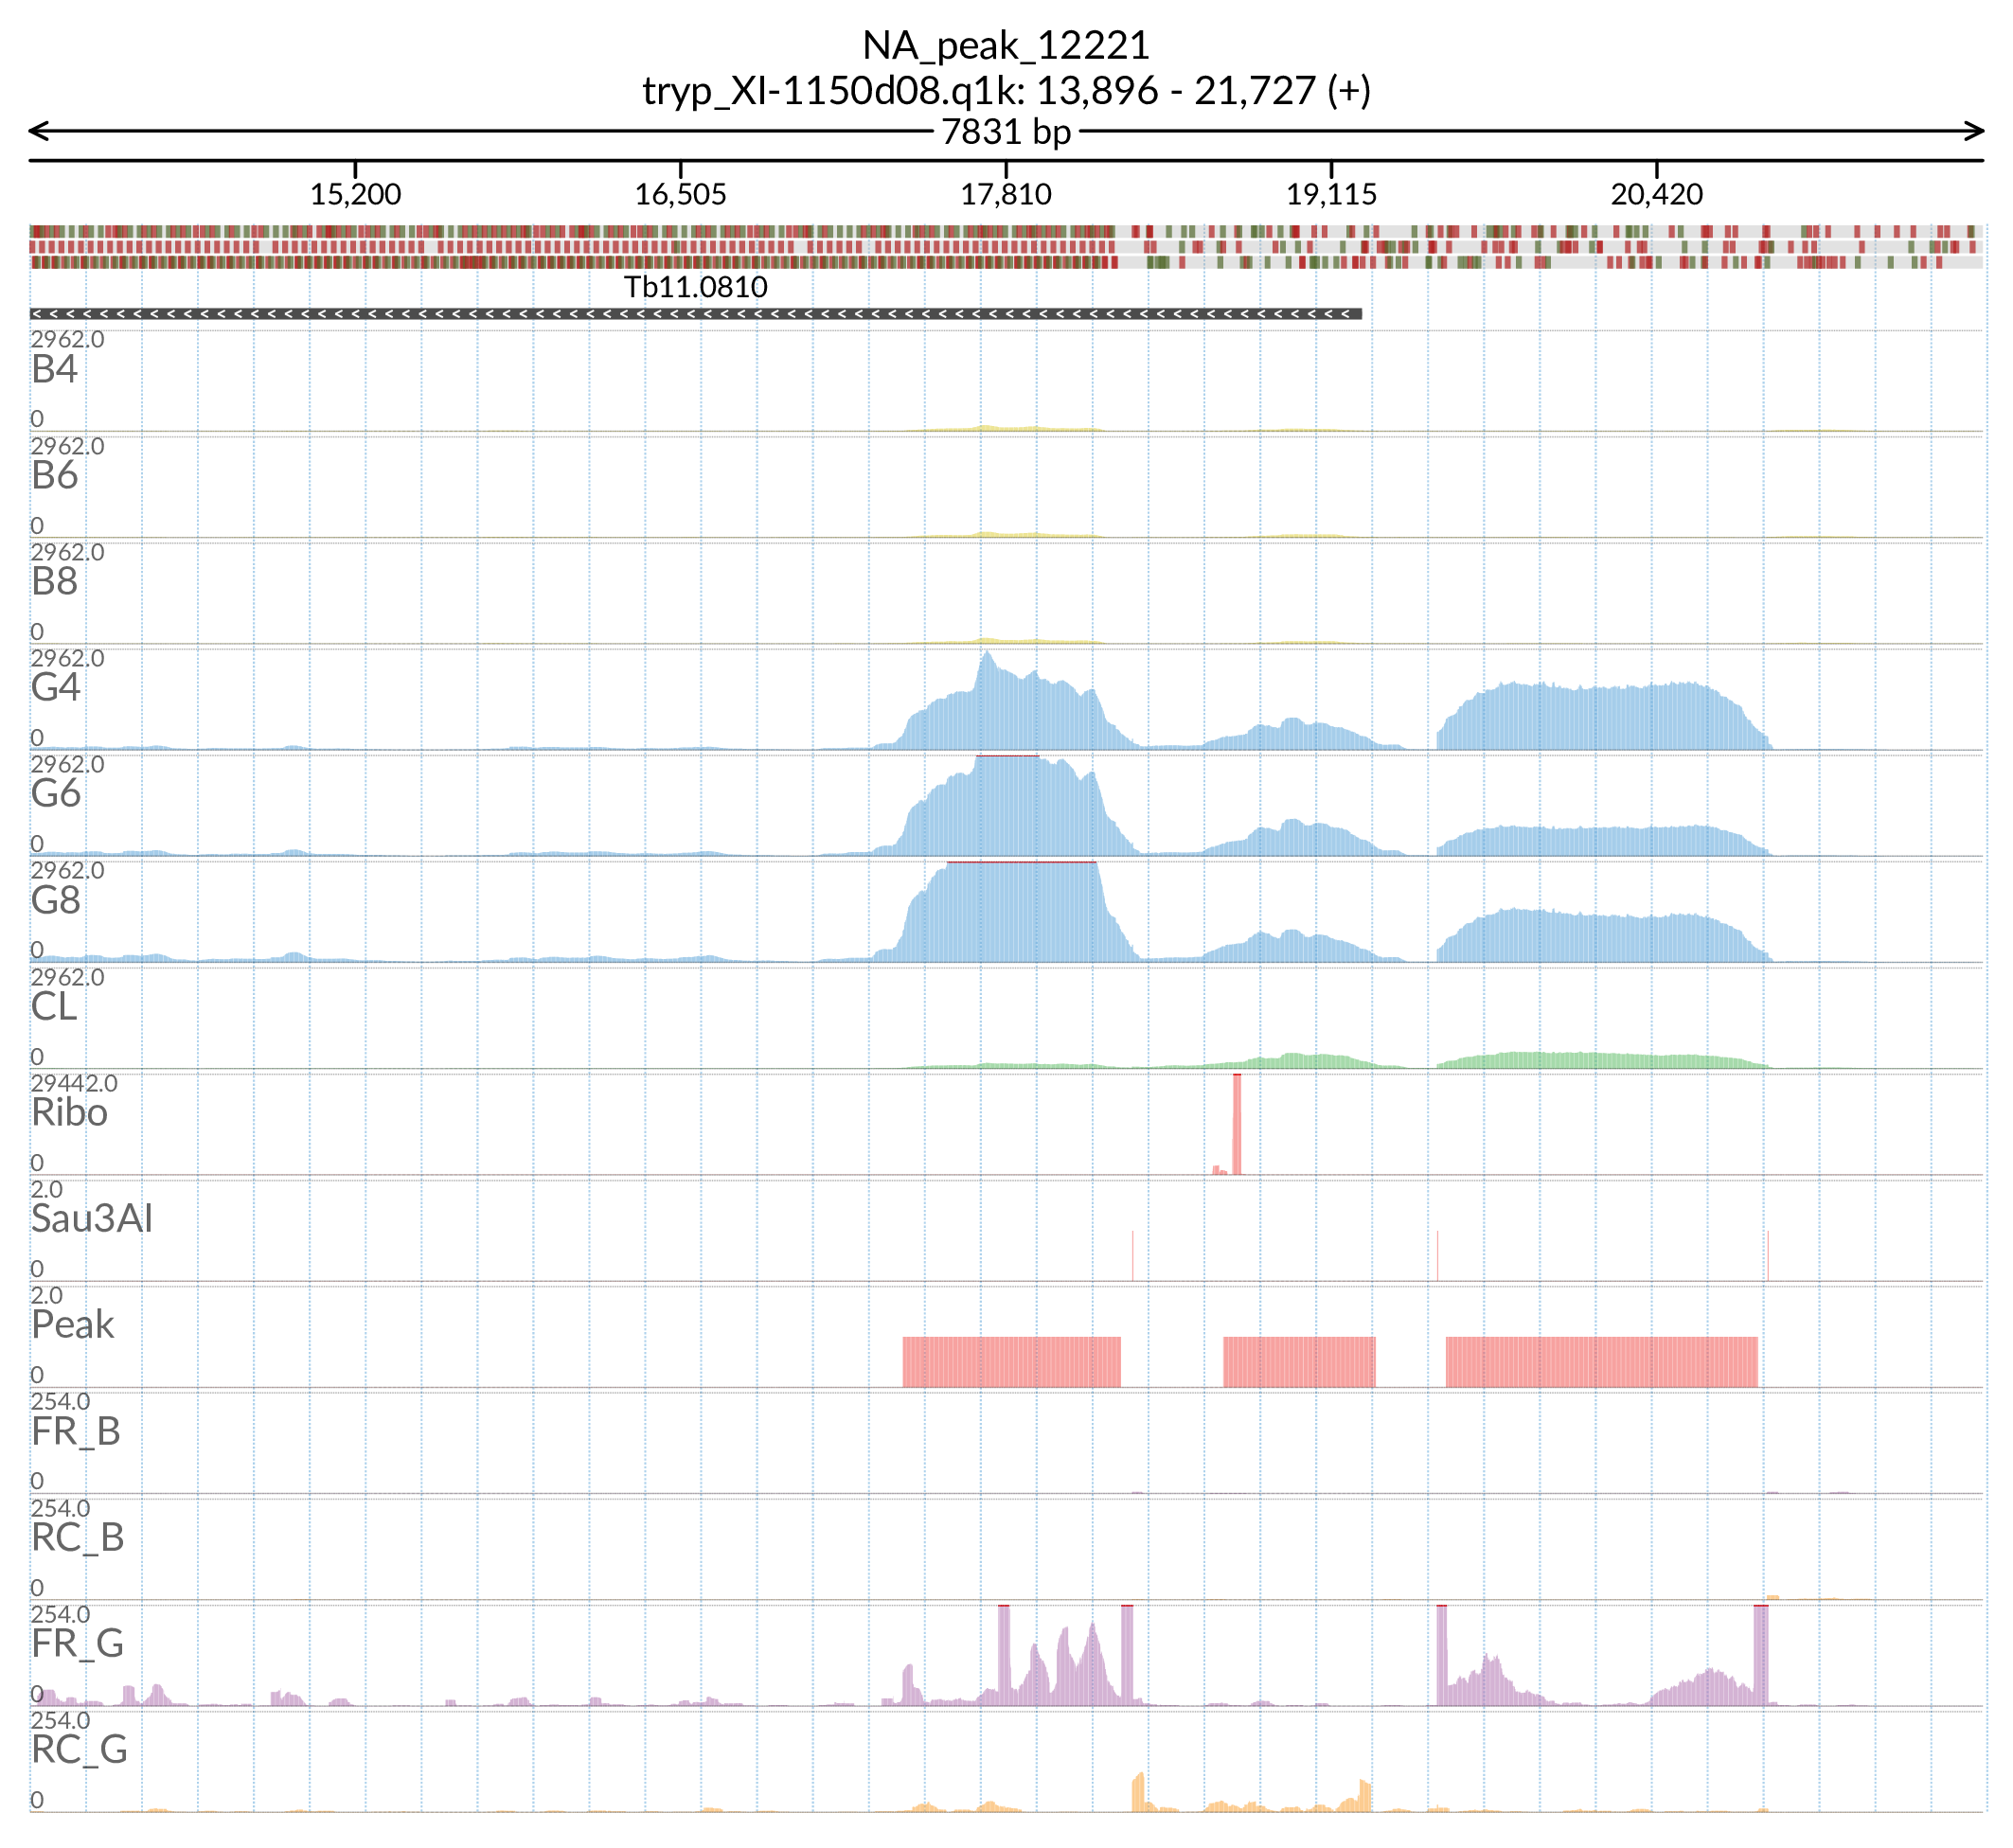 NA_peak_12221
tryp_XI-1150d08.q1k: 13,896 - 21,727 (+)
7831 bp
15,200 16,505 17,810 19,115 20,420
Tb11.0810
2962.0
B4
0
2962.0
B6
0
2962.0
B8
0
2962.0
G4
0
2962.0
G6
0
2962.0
G8
0
2962.0
CL
0
29442.0
Ribo
0
2.0
Sau3AI
0
2.0
Peak
0
254.0
FR_B
0
254.0
RC_B
0
254.0
FR_G
0
254.0
RC_G
0